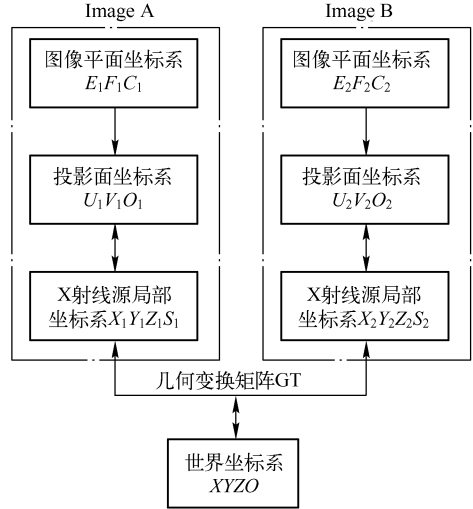 Image A
图像平面坐标系
E₁F₁C₁
投影面坐标系
U₁V₁O₁
X射线源局部
坐标系X₁Y₁Z₁S₁
Image B
图像平面坐标系
E₂F₂C₂
投影面坐标系
U₂V₂O₂
X射线源局部
坐标系X₂Y₂Z₂S₂
几何变换矩阵GT
世界坐标系
XYZO